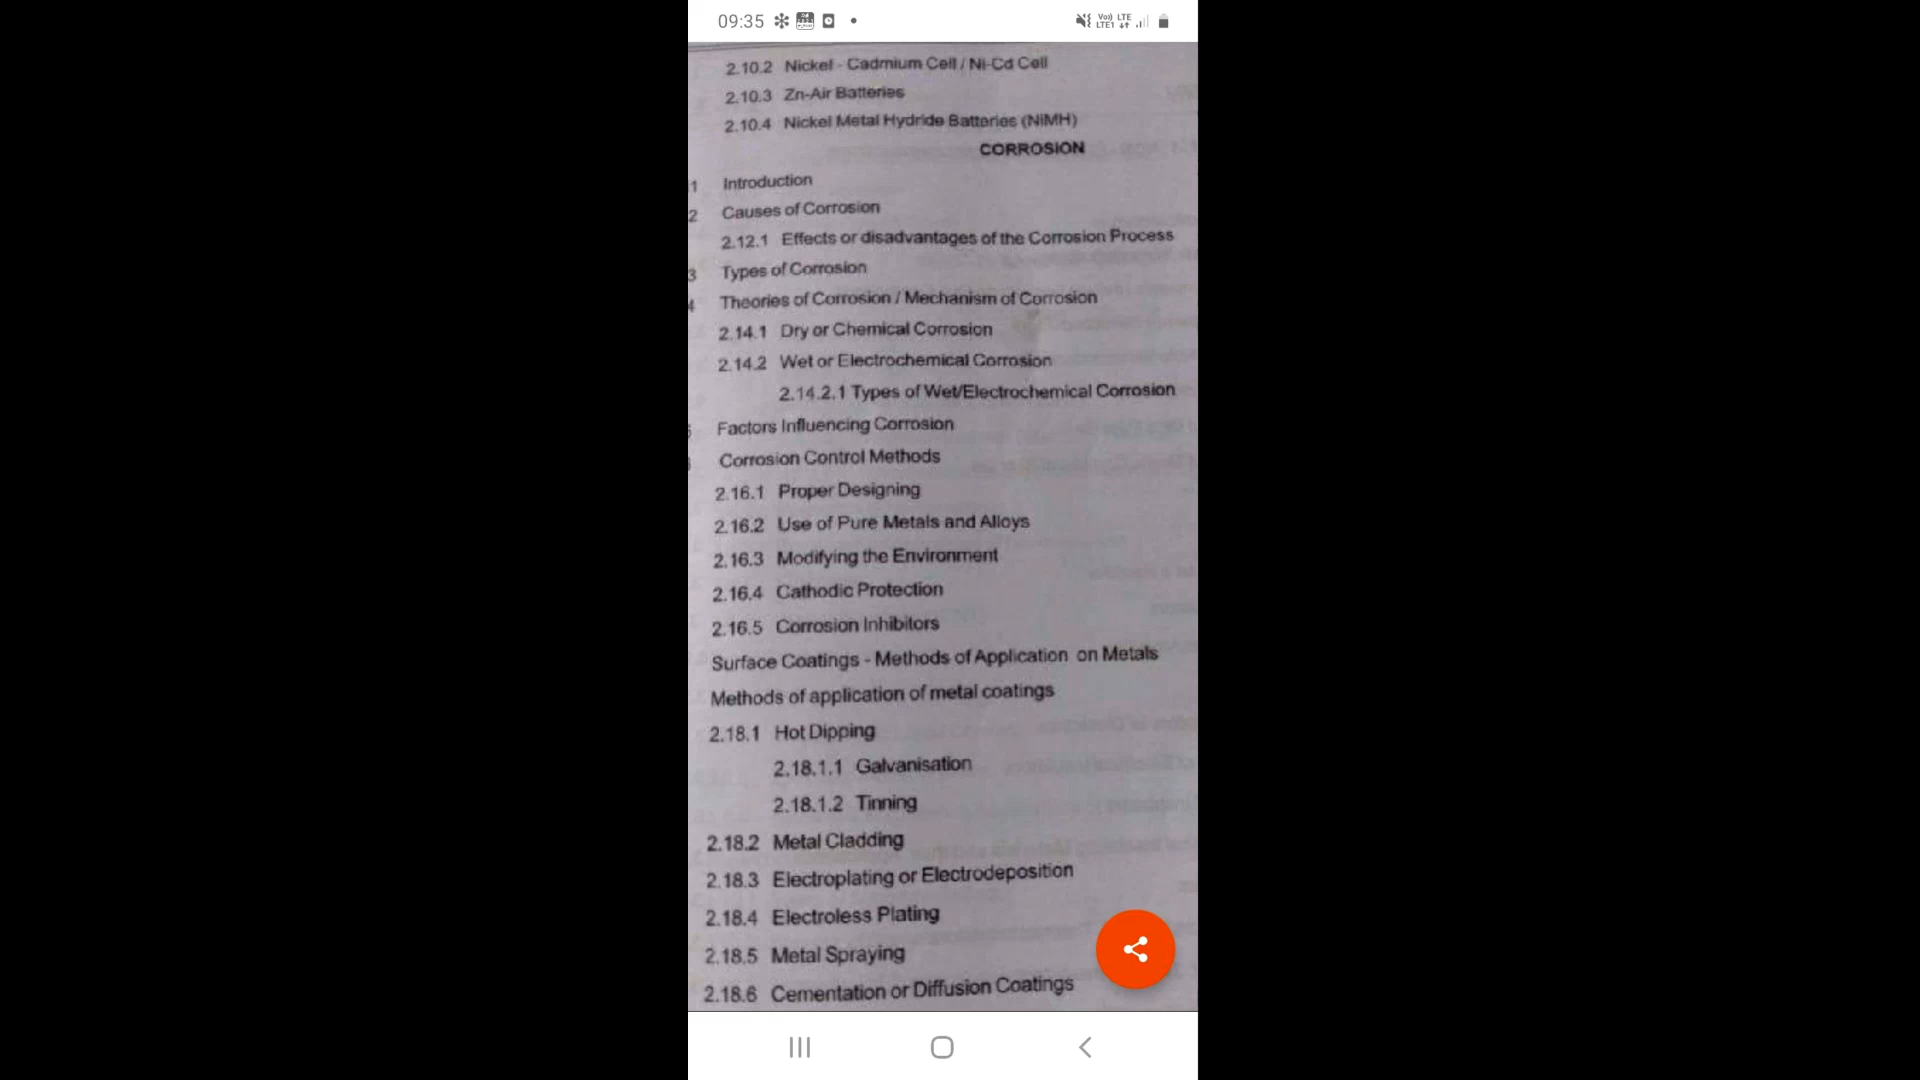 09:35
Vo) LTE
LTE1
2.10.2 Nickel - Cadmium Cell / Ni-Cd Cell
2.10.3 Zn-Air Batteries
2.10.4 Nickel Metal Hydride Batteries (NiMH)
CORROSION
1 Introduction
2 Causes of Corrosion
2.12.1 Effects or disadvantages of the Corrosion Process
3 Types of Corrosion
4 Theories of Corrosion / Mechanism of Corrosion
2.14.1 Dry or Chemical Corrosion
2.14.2 Wet or Electrochemical Corrosion
2.14.2.1 Types of Wet/Electrochemical Corrosion
Factors Influencing Corrosion
Corrosion Control Methods
2.16.1 Proper Designing
2.16.2 Use of Pure Metals and Alloys
2.16.3 Modifying the Environment
2.16.4 Cathodic Protection
2.16.5 Corrosion Inhibitors
Surface Coatings - Methods of Application on Metals
Methods of application of metal coatings
2.18.1 Hot Dipping
2.18.1.1 Galvanisation
2.18.1.2 Tinning
2.18.2 Metal Cladding
2.18.3 Electroplating or Electrodeposition
2.18.4 Electroless Plating
2.18.5 Metal Spraying
2.18.6 Cementation or Diffusion Coatings